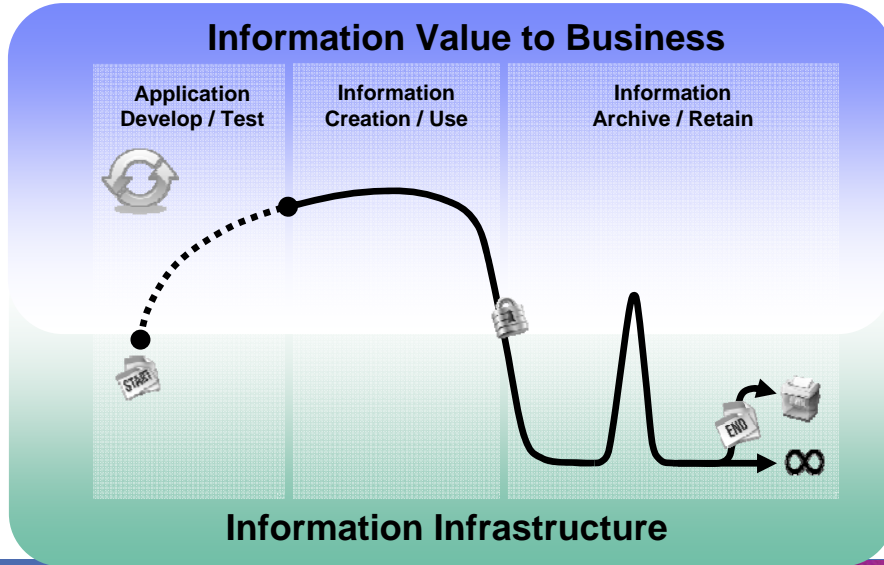 Information Value to Business
Application
Develop / Test
Information
Creation / Use
Information
Archive / Retain
START
END
∞
Information Infrastructure